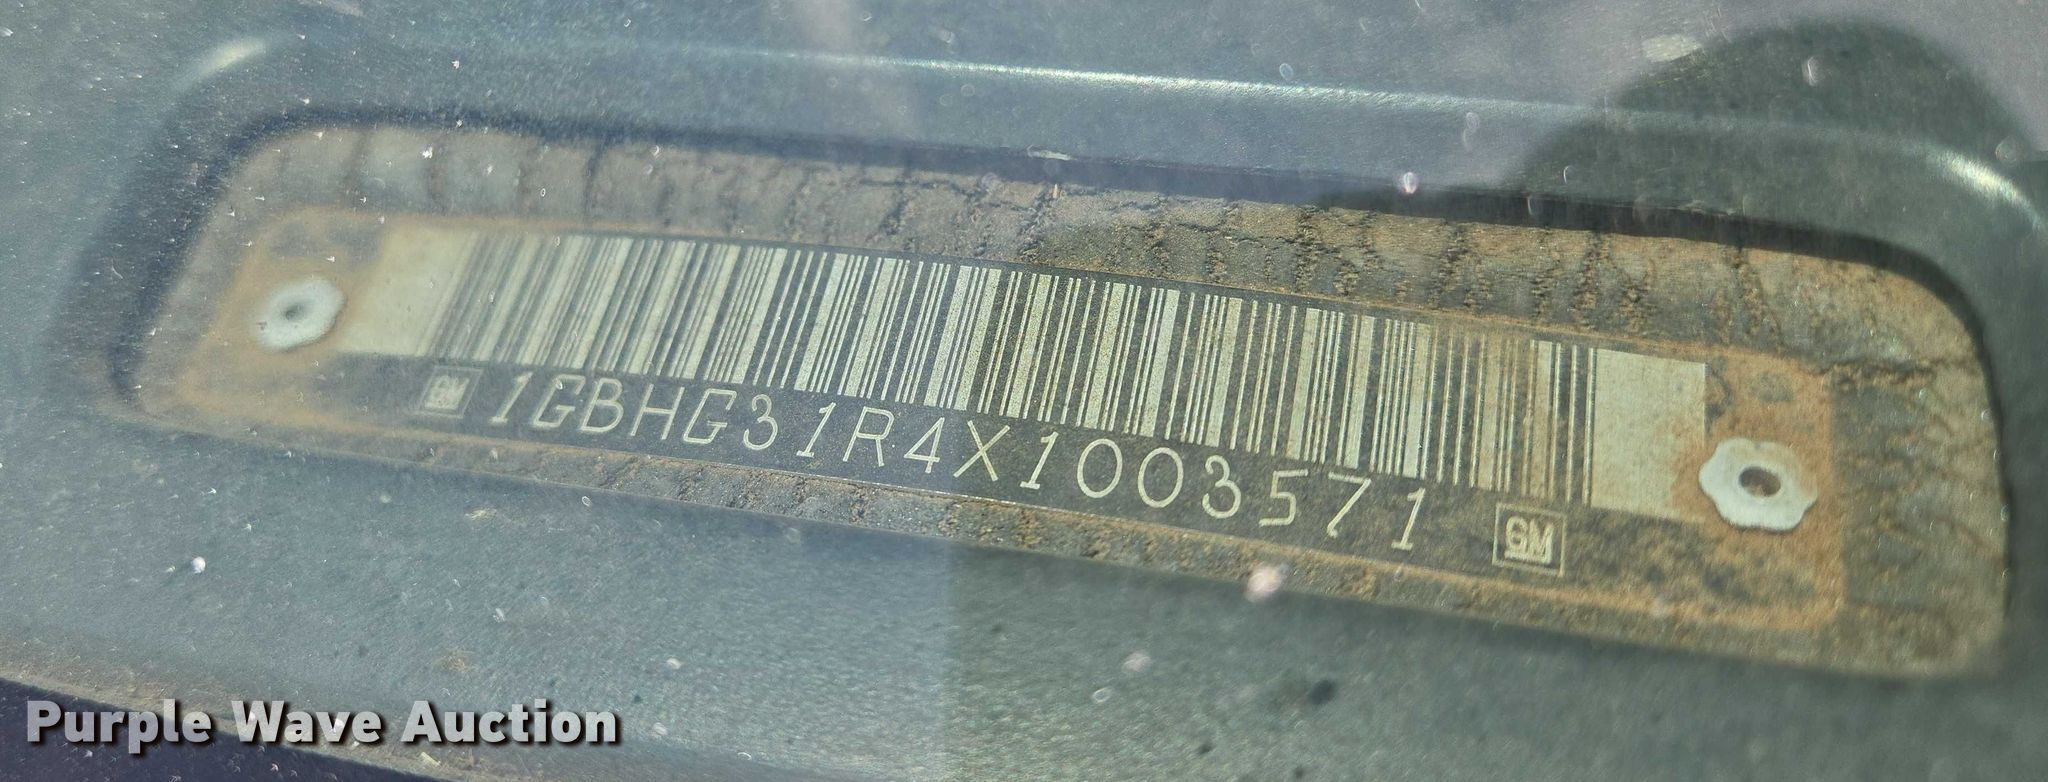 GM 1GBHG31R4X1003571 GM
Purple Wave Auction